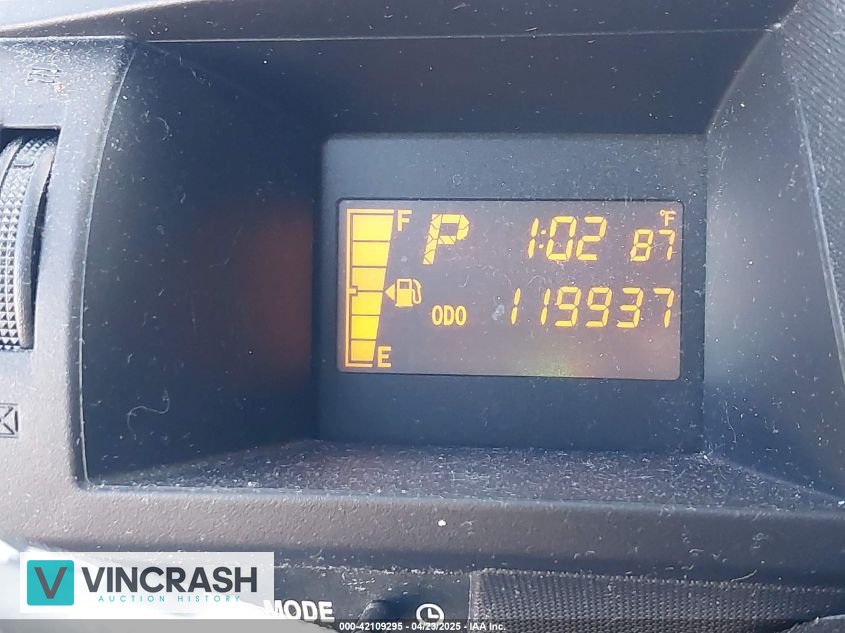 F P 1:02 °F 87
ODO 119937
E
V VINCRASH
AUCTION HISTORY
MODE
000-42109295 - 04/23/2025 - IAA Inc.